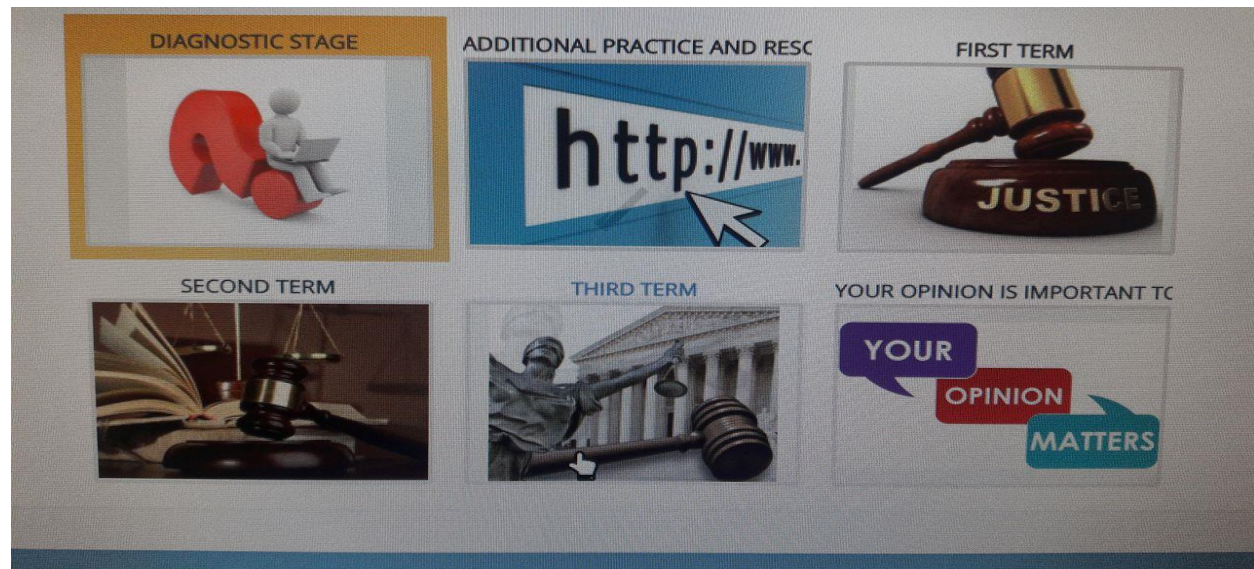 DIAGNOSTIC STAGE
ADDITIONAL PRACTICE AND RESC
FIRST TERM
http://www.
JUSTICE
SECOND TERM
THIRD TERM
YOUR OPINION IS IMPORTANT TC
YOUR
OPINION
MATTERS